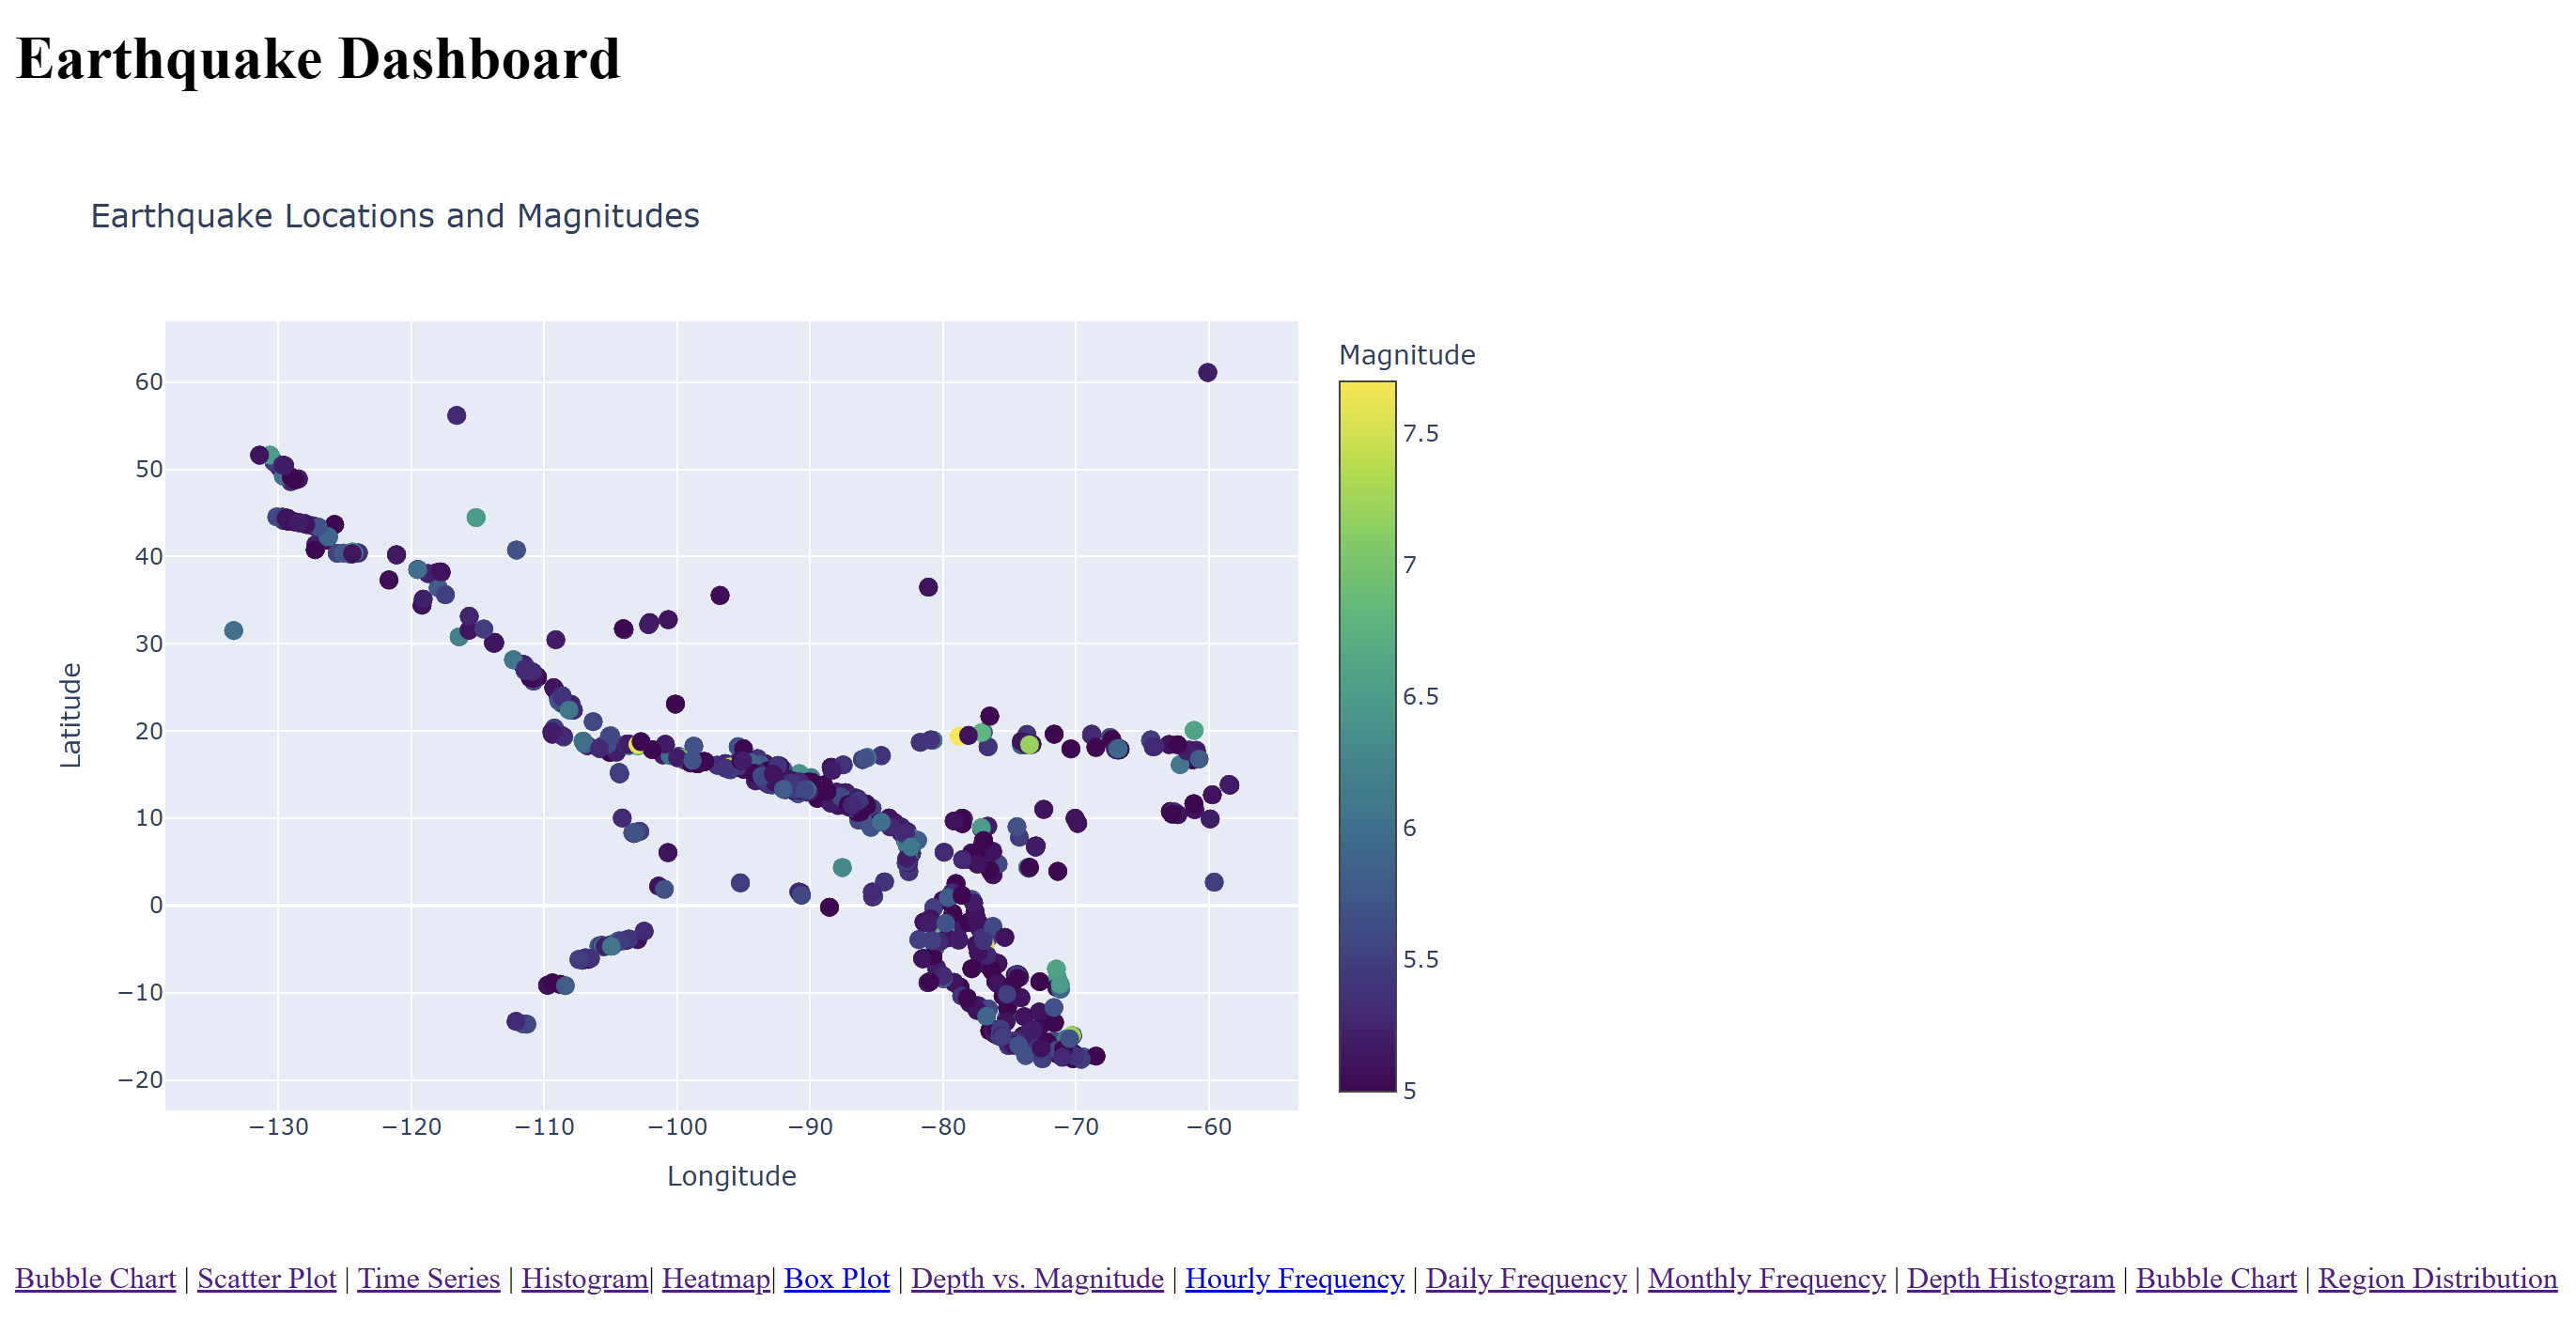 Earthquake Dashboard
Earthquake Locations and Magnitudes
Magnitude
60
50
40
30
20
10
0
−10
−20
Latitude
−130 −120 −110 −100 −90 −80 −70 −60
Longitude
7.5
7
6.5
6
5.5
5
Bubble Chart | Scatter Plot | Time Series | Histogram| Heatmap| Box Plot | Depth vs. Magnitude | Hourly Frequency | Daily Frequency | Monthly Frequency | Depth Histogram | Bubble Chart | Region Distribution